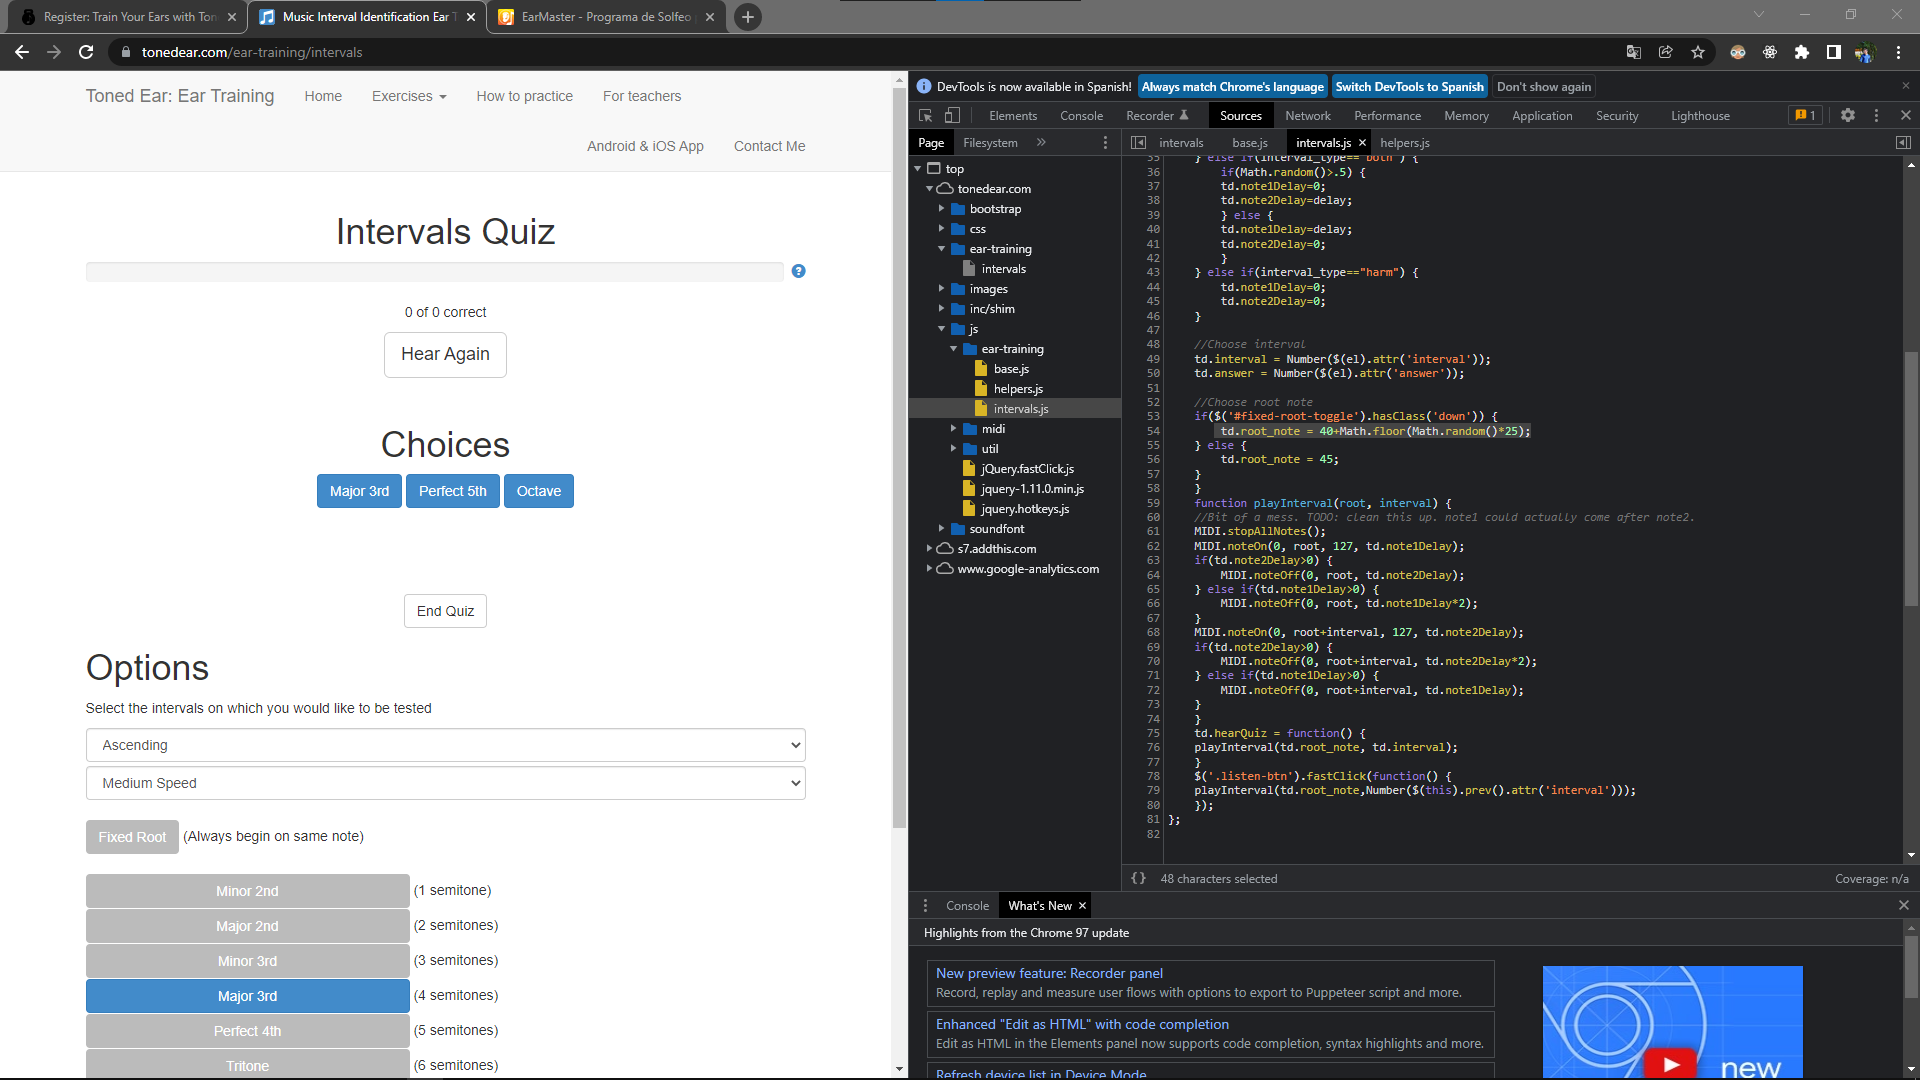 Register: Train Your Ears with Ton
Music Interval Identification Ear T
EarMaster - Programa de Solfeo
tonedear.com/ear-training/intervals
Toned Ear: Ear Training
Home
Exercises
How to practice
For teachers
Android & iOS App
Contact Me
Intervals Quiz
0 of 0 correct
Hear Again
Choices
Major 3rd
Perfect 5th
Octave
End Quiz
Options
Select the intervals on which you would like to be tested
Ascending
Medium Speed
Fixed Root (Always begin on same note)
Minor 2nd (1 semitone)
Major 2nd (2 semitones)
Minor 3rd (3 semitones)
Major 3rd (4 semitones)
Perfect 4th (5 semitones)
Tritone (6 semitones)
DevTools is now available in Spanish!
Always match Chrome's language
Switch DevTools to Spanish
Don't show again
Elements
Console
Recorder
Sources
Network
Performance
Memory
Application
Security
Lighthouse
1
Page
Filesystem
»
intervals
base.js
intervals.js
helpers.js
top
tonedear.com
bootstrap
css
ear-training
intervals
images
inc/shim
js
ear-training
base.js
helpers.js
intervals.js
midi
util
jQuery.fastClick.js
jquery-1.11.0.min.js
jquery.hotkeys.js
soundfont
s7.addthis.com
www.google-analytics.com
35 } else if(interval_type=="both") {
36 if(Math.random()>.5) {
37 td.note1Delay=0;
38 td.note2Delay=delay;
39 } else {
40 td.note1Delay=delay;
41 td.note2Delay=0;
42 }
43 } else if(interval_type=="harm") {
44 td.note1Delay=0;
45 td.note2Delay=0;
46 }
47
48 //Choose interval
49 td.interval = Number($(el).attr('interval'));
50 td.answer = Number($(el).attr('answer'));
51
52 //Choose root note
53 if($('#fixed-root-toggle').hasClass('down')) {
54 td.root_note = 40+Math.floor(Math.random()*25);
55 } else {
56 td.root_note = 45;
57 }
58 }
59 function playInterval(root, interval) {
60 //Bit of a mess. TODO: clean this up. note1 could actually come after note2.
61 MIDI.stopAllNotes();
62 MIDI.noteOn(0, root, 127, td.note1Delay);
63 if(td.note2Delay>0) {
64 MIDI.noteOff(0, root, td.note2Delay);
65 } else if(td.note1Delay>0) {
66 MIDI.noteOff(0, root, td.note1Delay*2);
67 }
68 MIDI.noteOn(0, root+interval, 127, td.note2Delay);
69 if(td.note2Delay>0) {
70 MIDI.noteOff(0, root+interval, td.note2Delay*2);
71 } else if(td.note1Delay>0) {
72 MIDI.noteOff(0, root+interval, td.note1Delay);
73 }
74 }
75 td.hearQuiz = function() {
76 playInterval(td.root_note, td.interval);
77 }
78 $('.listen-btn').fastClick(function() {
79 playInterval(td.root_note,Number($(this).prev().attr('interval')));
80 });
81 };
82
{} 48 characters selected
Coverage: n/a
Console
What's New
Highlights from the Chrome 97 update
New preview feature: Recorder panel
Record, replay and measure user flows with options to export to Puppeteer script and more.
Enhanced "Edit as HTML" with code completion
Edit as HTML in the Elements panel now supports code completion, syntax highlights and more.
Refresh device list in Device Mode
new